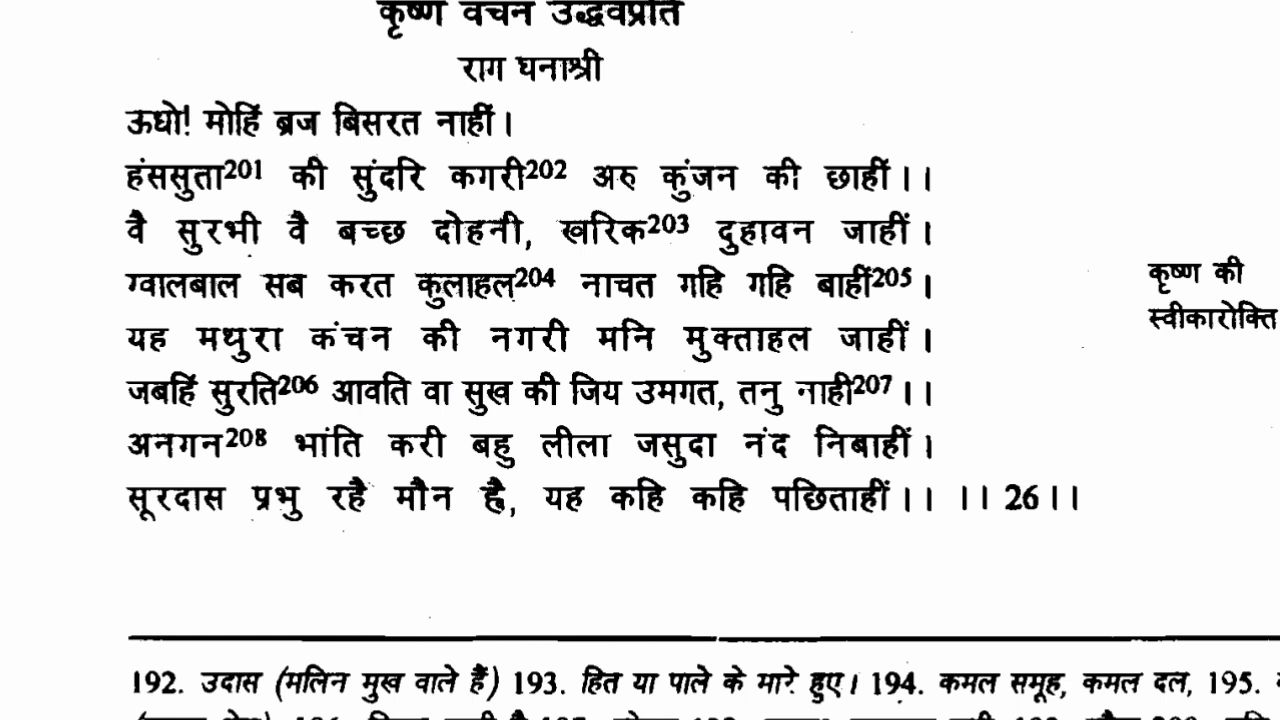 कृष्ण वचन उद्धवप्रति
राग घनाश्री
ऊधो! मोहिं ब्रज बिसरत नाहीं।
हंससुता201 की सुंदरि कगरी202 अरु कुंजन की छाहीं।।
वै सुरभी वै बच्छ दोहनी, खरिक203 दुहावन जाहीं।
ग्वालबाल सब करत कुलाहल204 नाचत गहि गहि बाहीं205।
कृष्ण की
स्वीकारोक्ति
यह मथुरा कंचन की नगरी मनि मुक्ताहल जाहीं।
जबहिं सुरति206 आवति वा सुख की जिय उमगत, तनु नाही207।।
अनगन208 भांति करी बहु लीला जसुदा नंद निबाहीं।
सूरदास प्रभु रहै मौन ह्वै, यह कहि कहि पछिताहीं।। ।। 26।।
192. उदास (मलिन मुख वाले हैं) 193. हित या पाले के मारे हुए। 194. कमल समूह, कमल दल, 195.